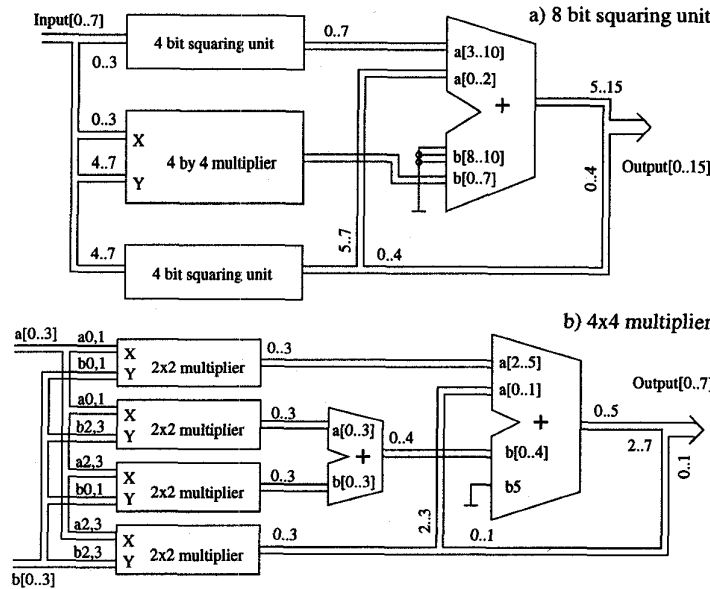 a) 8 bit squaring unit
Input[0..7]
0..3
4 bit squaring unit
0..7
a[3..10]
a[0..2]
+
5..15
0..3
X
4 by 4 multiplier
4..7
Y
b[8..10]
b[0..7]
Output[0..15]
0..4
5..7
4..7
4 bit squaring unit
0..4
b) 4x4 multiplier
a[0..3]
a0,1
X
b0,1
Y
2x2 multiplier
0..3
a[2..5]
a[0..1]
+
Output[0..7]
a0,1
X
b2,3
Y
2x2 multiplier
0..3
a[0..3]
+
b[0..3]
0..4
b[0..4]
b5
0..5
2..7
0..1
a2,3
X
b0,1
Y
2x2 multiplier
0..3
a2,3
X
b2,3
Y
2x2 multiplier
0..3
2..3
0..1
b[0..3]